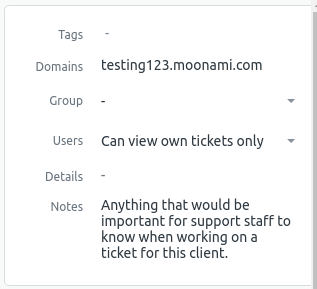 Tags -
Domains testing123.moonami.com
Group -
Users Can view own tickets only
Details -
Notes Anything that would be
important for support staff to
know when working on a
ticket for this client.